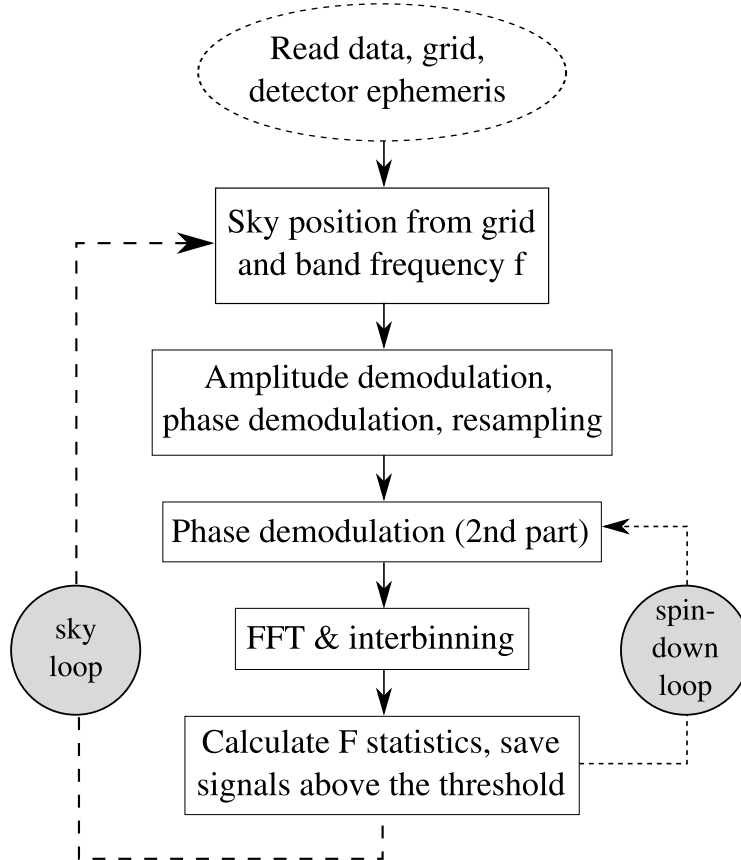 Read data, grid,
detector ephemeris
Sky position from grid
and band frequency f
Amplitude demodulation,
phase demodulation, resampling
Phase demodulation (2nd part)
FFT & interbinning
Calculate F statistics, save
signals above the threshold
sky
loop
spin-
down
loop